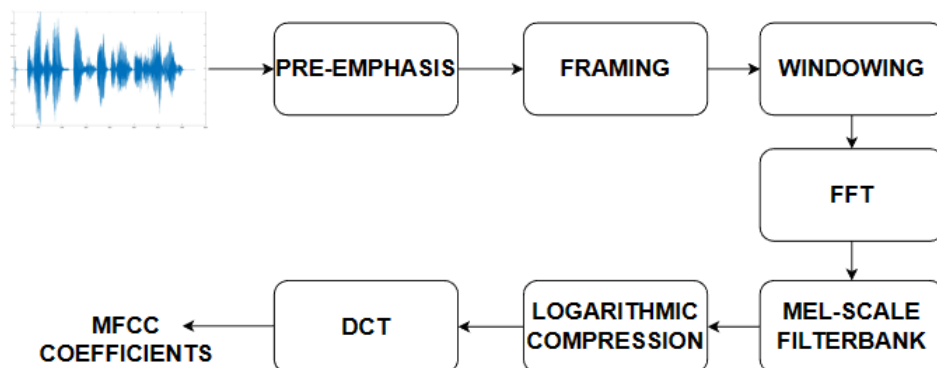 PRE-EMPHASIS
FRAMING
WINDOWING
FFT
MEL-SCALE
FILTERBANK
LOGARITHMIC
COMPRESSION
DCT
MFCC
COEFFICIENTS